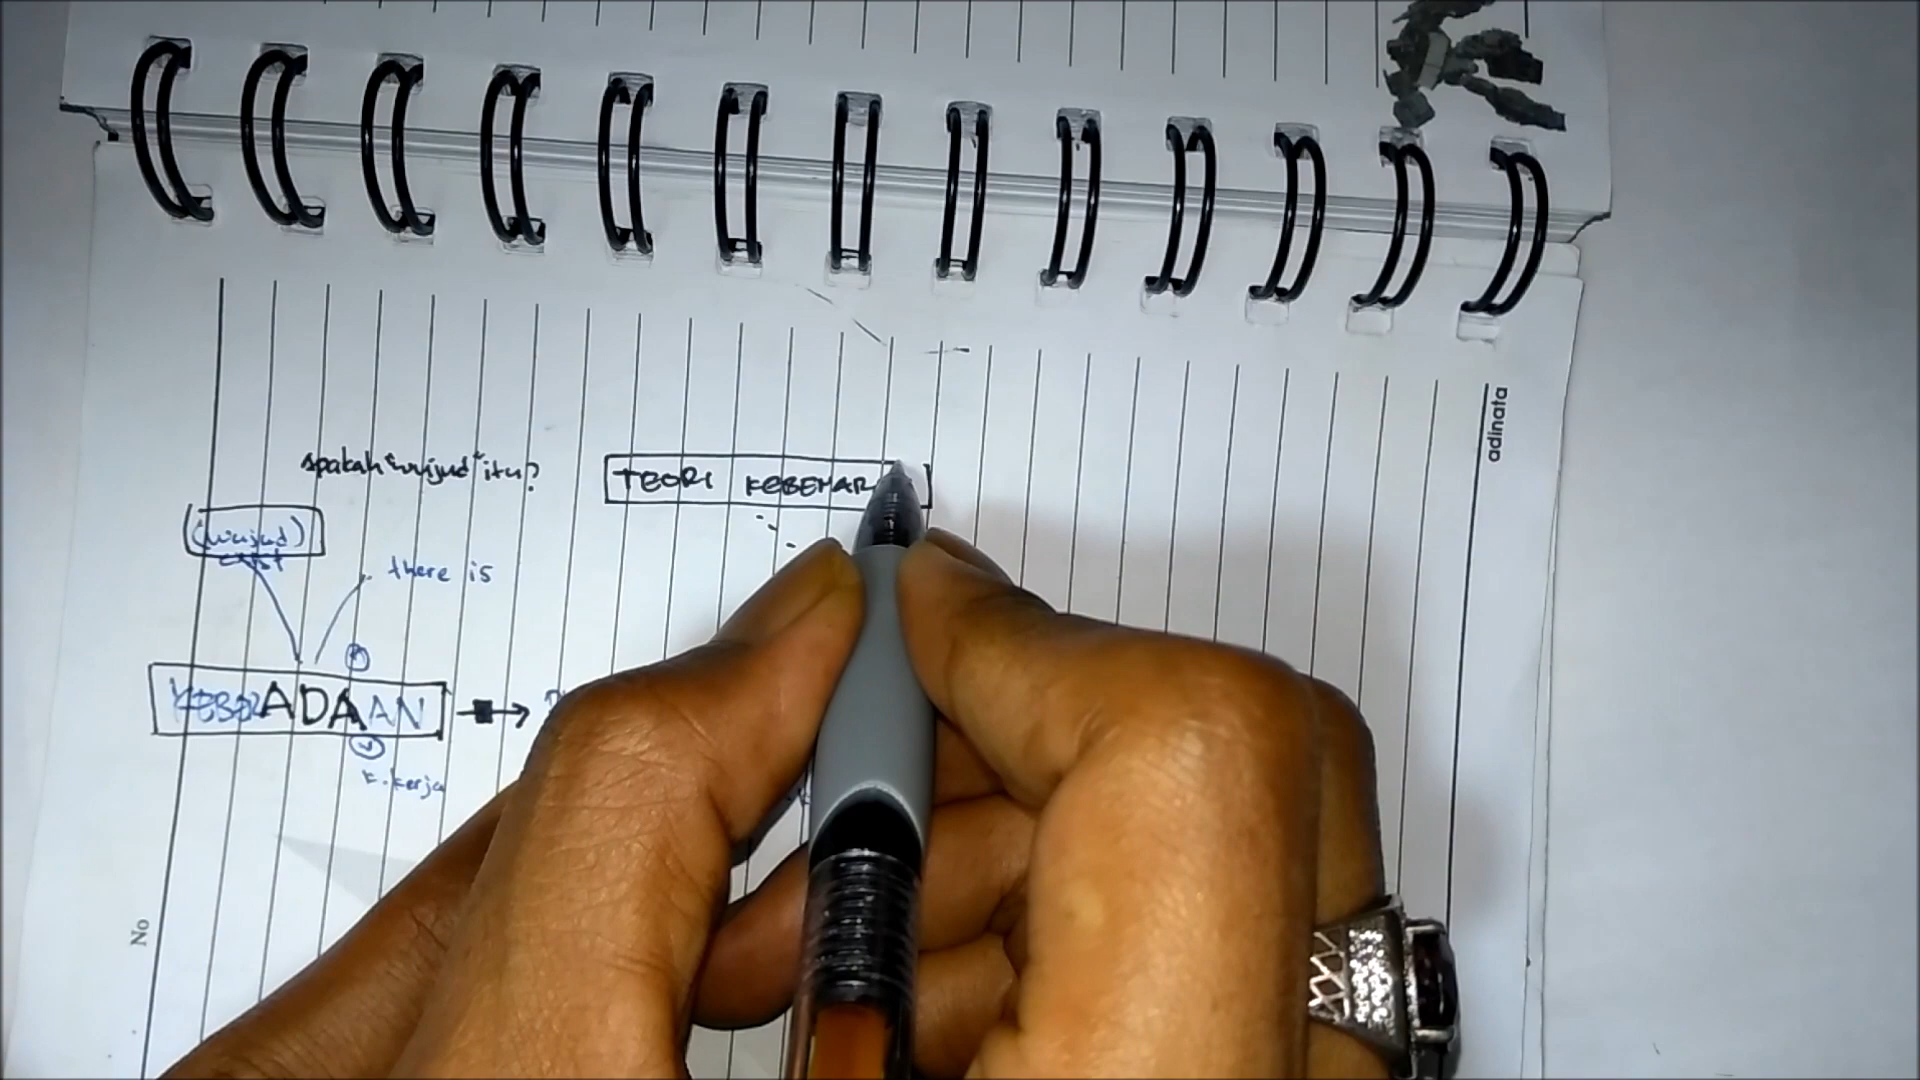 apakah "wujud" itu?
TEORI KEBENAR
(wujud)
exist
there is
KEBERADAAN
k.kerja
No
adinata